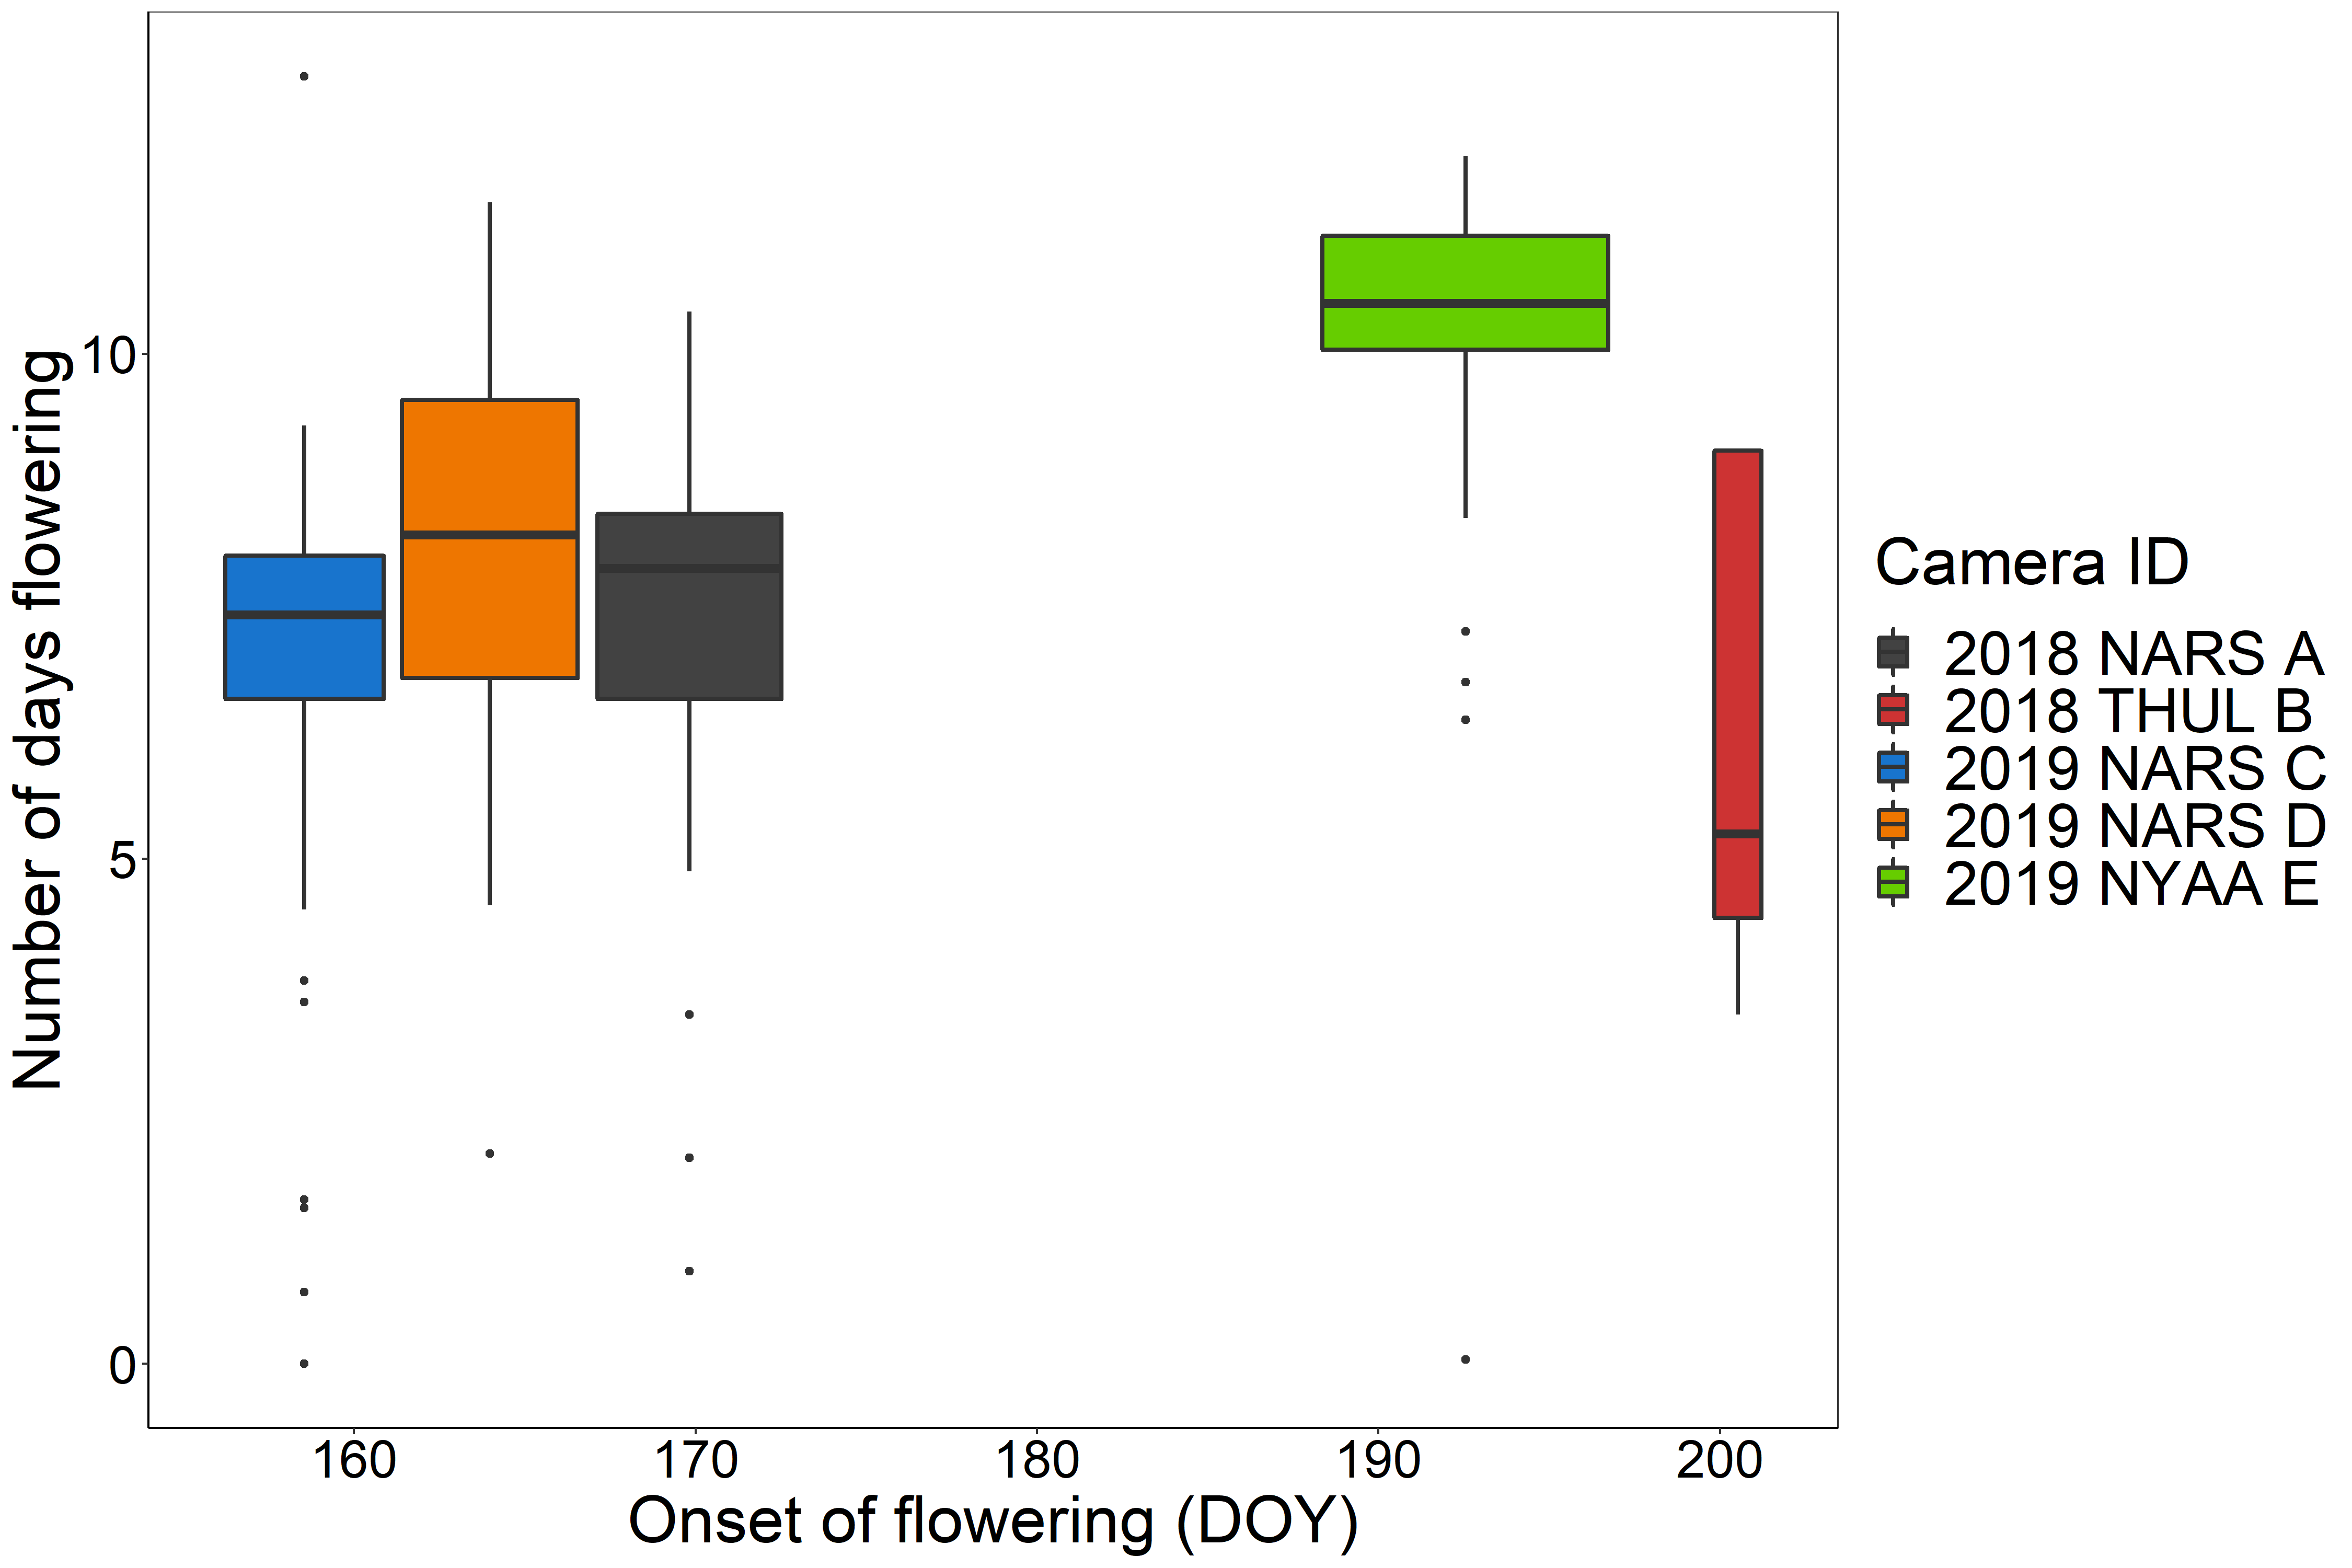 Number of days flowering
10
5
0
160 170 180 190 200
Onset of flowering (DOY)
Camera ID
2018 NARS A
2018 THUL B
2019 NARS C
2019 NARS D
2019 NYAA E